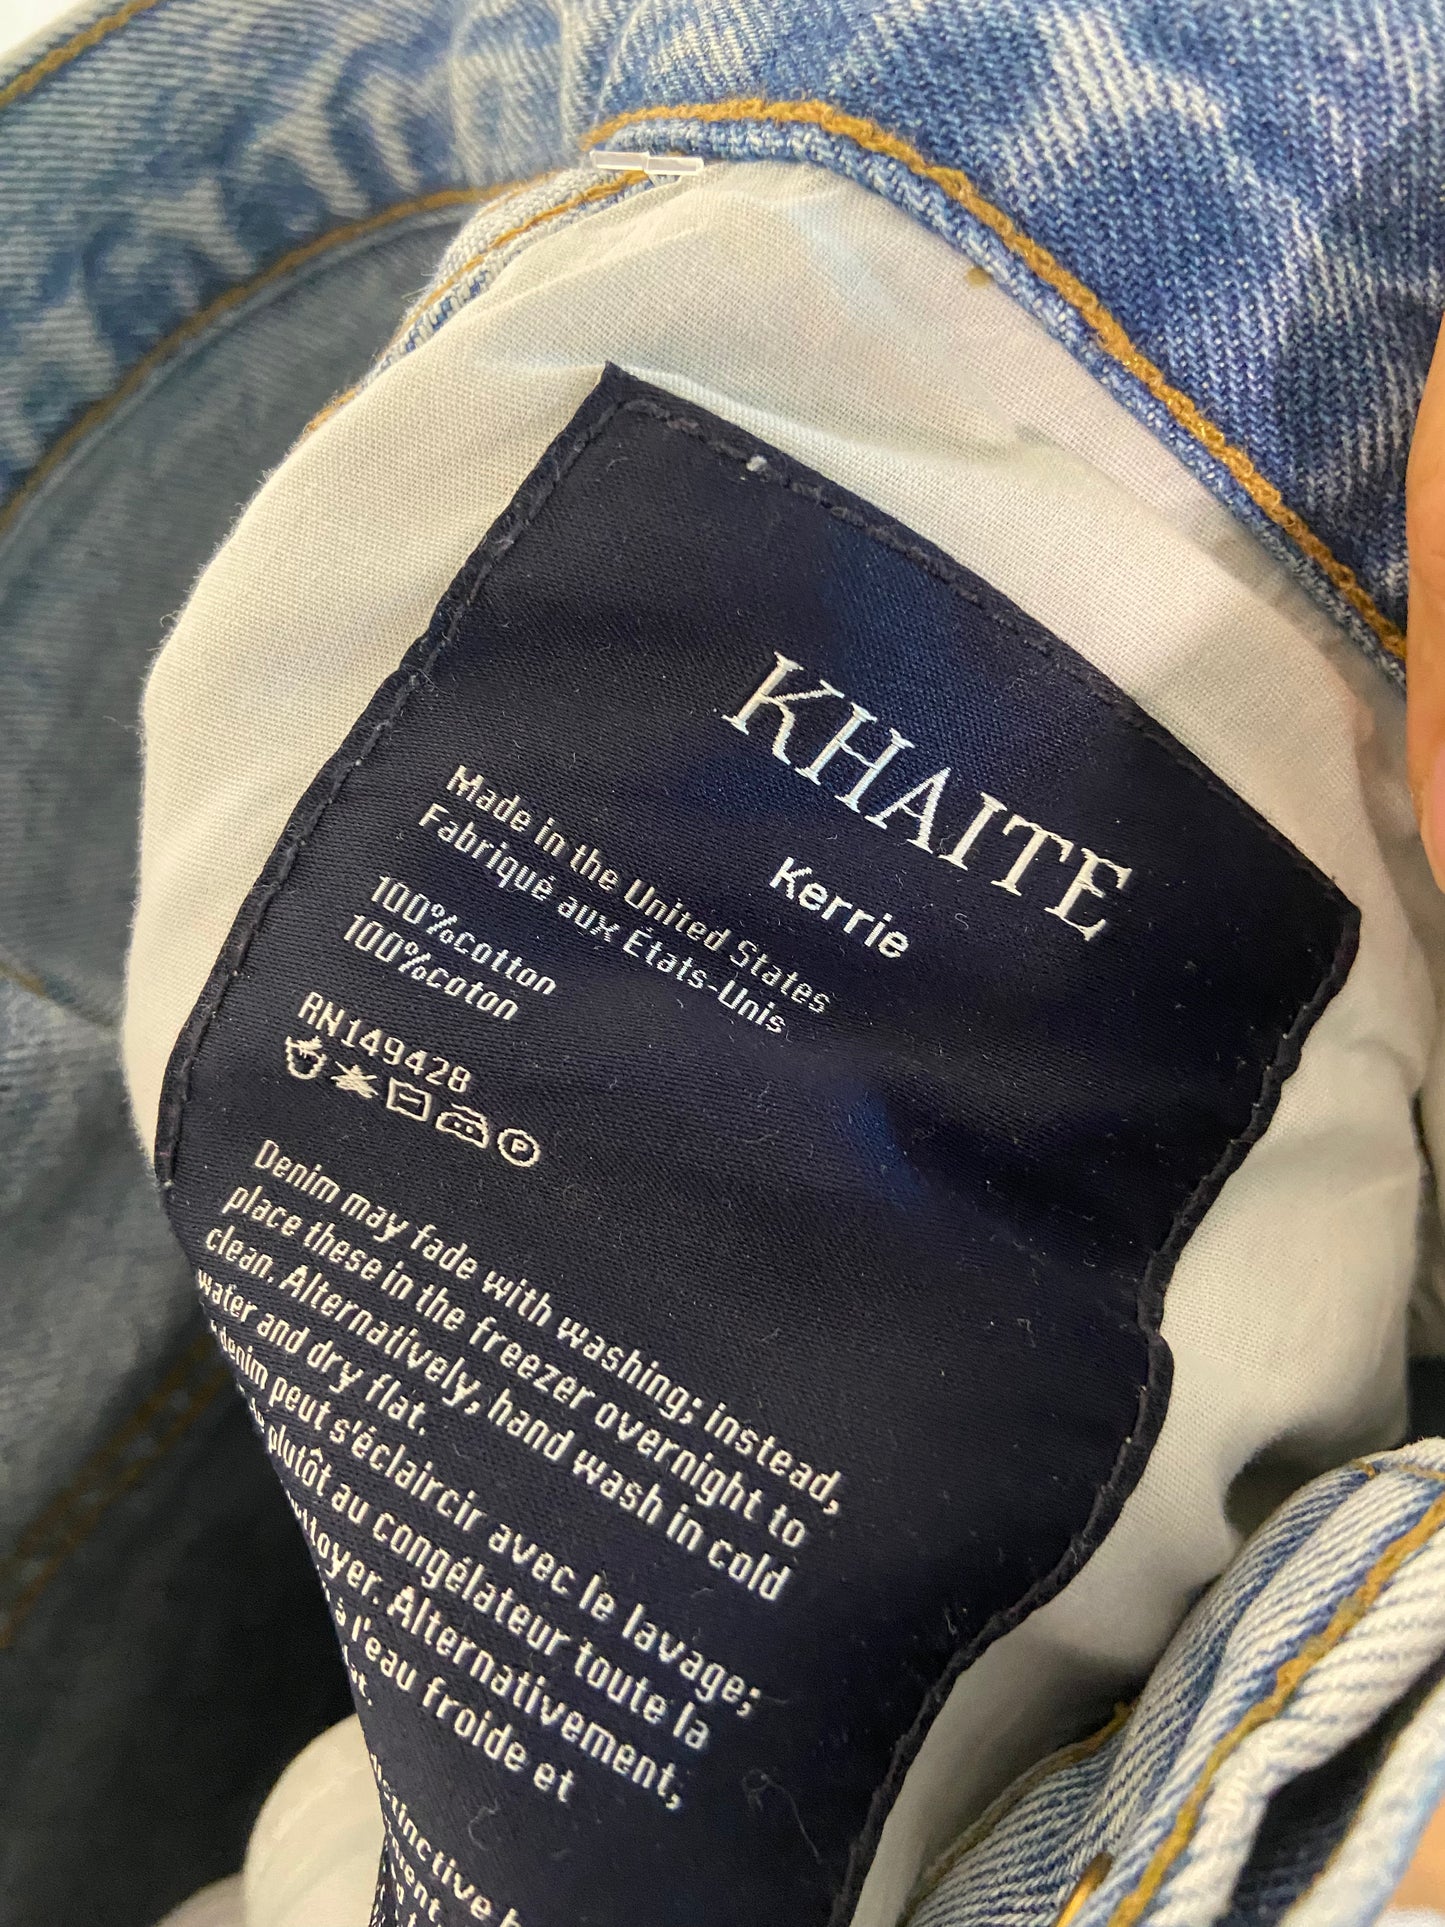 KHAITE
Kerrie
Made in the United States
Fabriqué aux États-Unis
100%cotton
100%coton
RN149428
P
Denim may fade with washing; instead,
place these in the freezer overnight to
clean. Alternatively, hand wash in cold
water and dry flat.
denim peut s'éclaircir avec le lavage;
plutôt au congélateur toute la
Alternativement,
à l'eau froide et